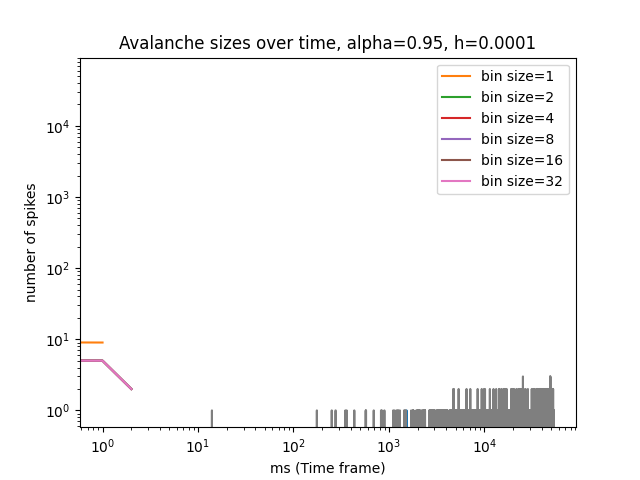 Avalanche sizes over time, alpha=0.95, h=0.0001
bin size=1
bin size=2
bin size=4
bin size=8
bin size=16
bin size=32
number of spikes
10⁴
10³
10²
10¹
10⁰
10⁰ 10¹ 10² 10³ 10⁴
ms (Time frame)